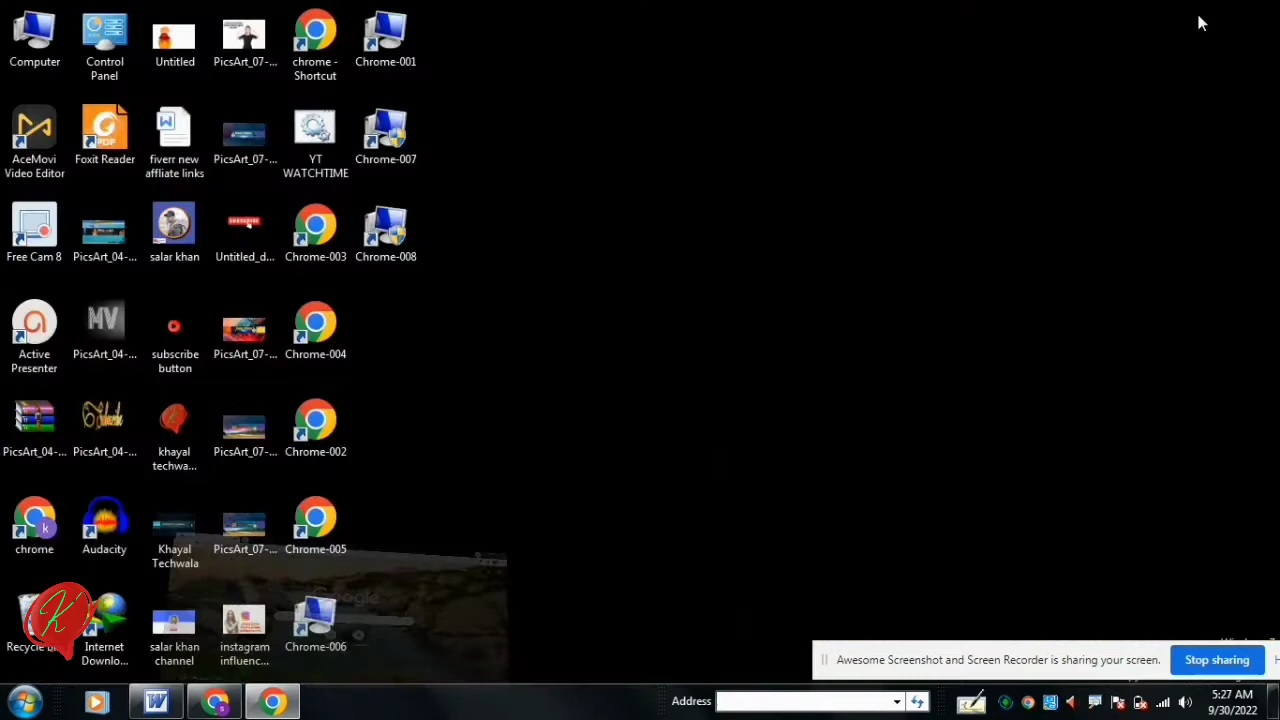 Computer
Control
Panel
Untitled
PicsArt_07-...
chrome -
Shortcut
Chrome-001
AceMovi
Video Editor
Foxit Reader
fiverr new
affliate links
PicsArt_07-...
YT
WATCHTIME
Chrome-007
Free Cam 8
PicsArt_04-...
salar khan
SUBSCRIBE
Untitled_d...
Chrome-003
Chrome-008
Active
Presenter
MV
PicsArt_04-...
subscribe
button
PicsArt_07-...
Chrome-004
PicsArt_04-...
PicsArt_04-...
khayal
techwa...
PicsArt_07-...
Chrome-002
k
chrome
Audacity
Khayal
Techwala
PicsArt_07-...
Chrome-005
Google
K
Internet
Downlo...
salar khan
channel
instagram
influenc...
Chrome-006
Awesome Screenshot and Screen Recorder is sharing your screen.
Stop sharing
Address
5:27 AM
9/30/2022